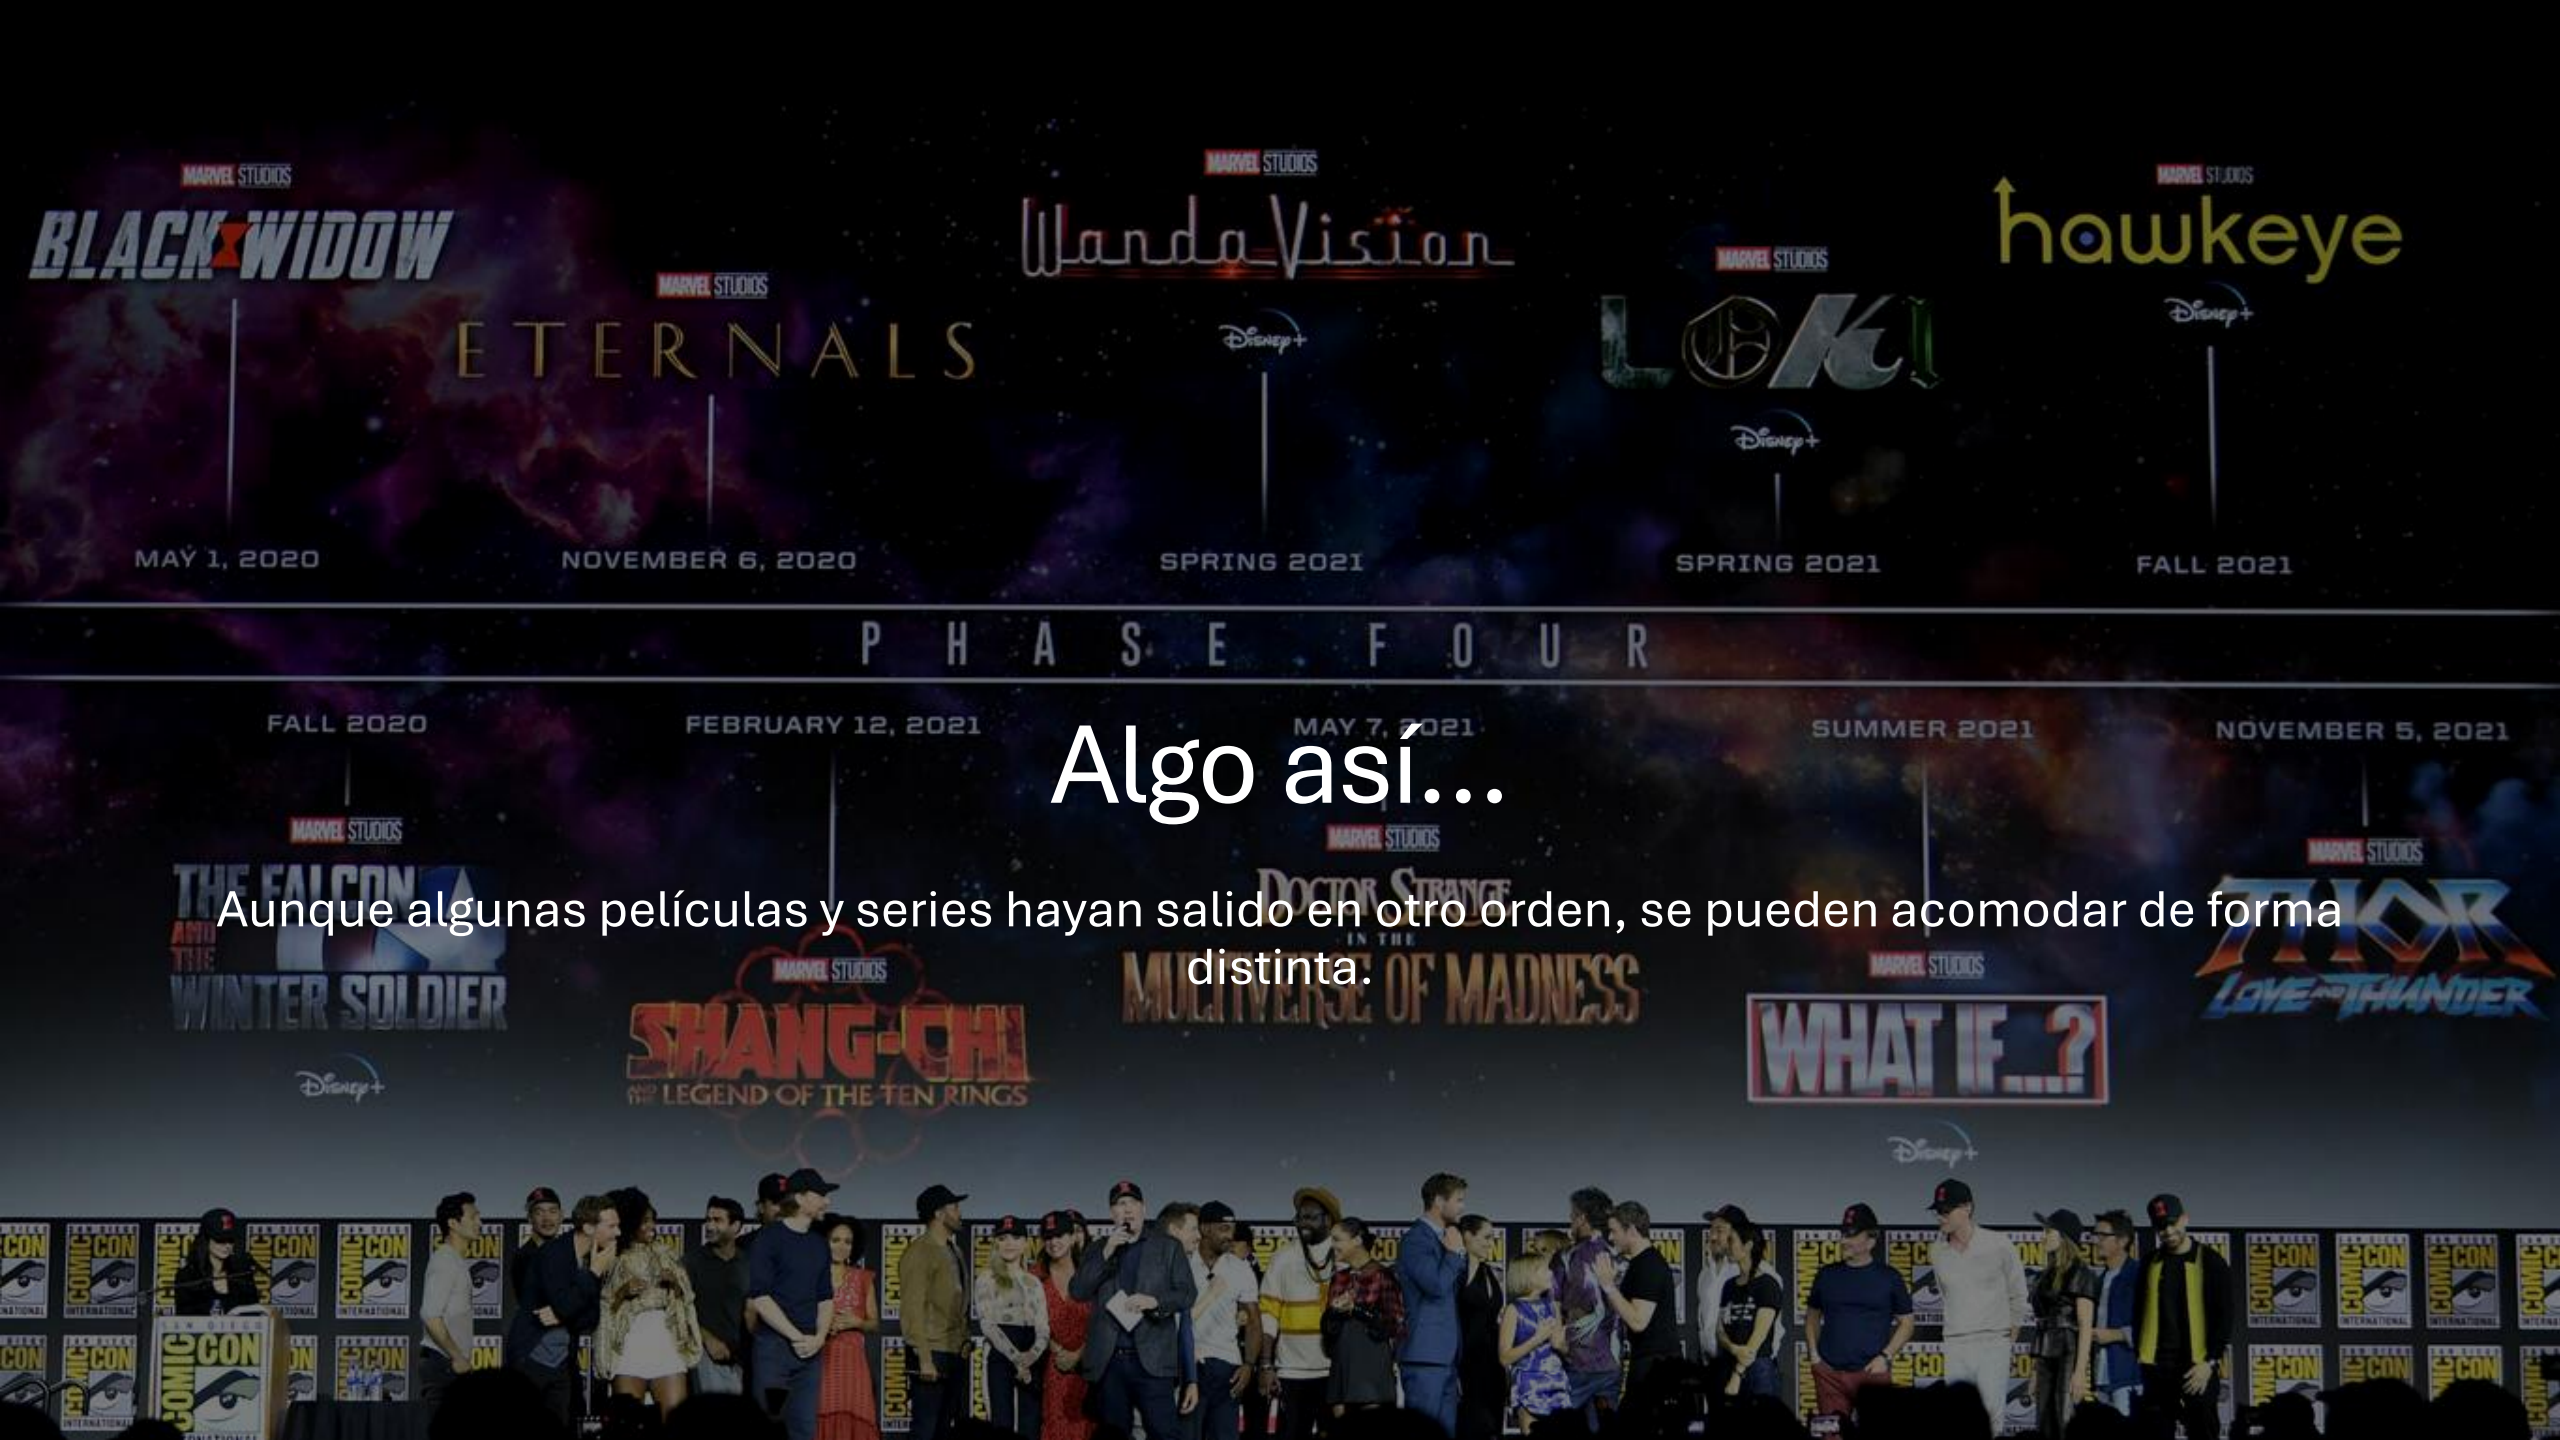 MARVEL STUDIOS
BLACK WIDOW
MAY 1, 2020
MARVEL STUDIOS
ETERNALS
NOVEMBER 6, 2020
MARVEL STUDIOS
WandaVision
Disney+
SPRING 2021
MARVEL STUDIOS
LOKI
Disney+
SPRING 2021
MARVEL STUDIOS
hawkeye
Disney+
FALL 2021
PHASE FOUR
FALL 2020
MARVEL STUDIOS
THE FALCON
AND
THE
WINTER SOLDIER
Disney+
FEBRUARY 12, 2021
MARVEL STUDIOS
SHANG-CHI
AND THE LEGEND OF THE TEN RINGS
MAY 7, 2021
MARVEL STUDIOS
DOCTOR STRANGE
IN THE
MULTIVERSE OF MADNESS
SUMMER 2021
MARVEL STUDIOS
WHAT IF...?
Disney+
NOVEMBER 5, 2021
MARVEL STUDIOS
THOR
LOVE AND THUNDER
Algo así...
Aunque algunas películas y series hayan salido en otro orden, se pueden acomodar de forma
distinta.
SAN DIEGO
COMIC CON
INTERNATIONAL